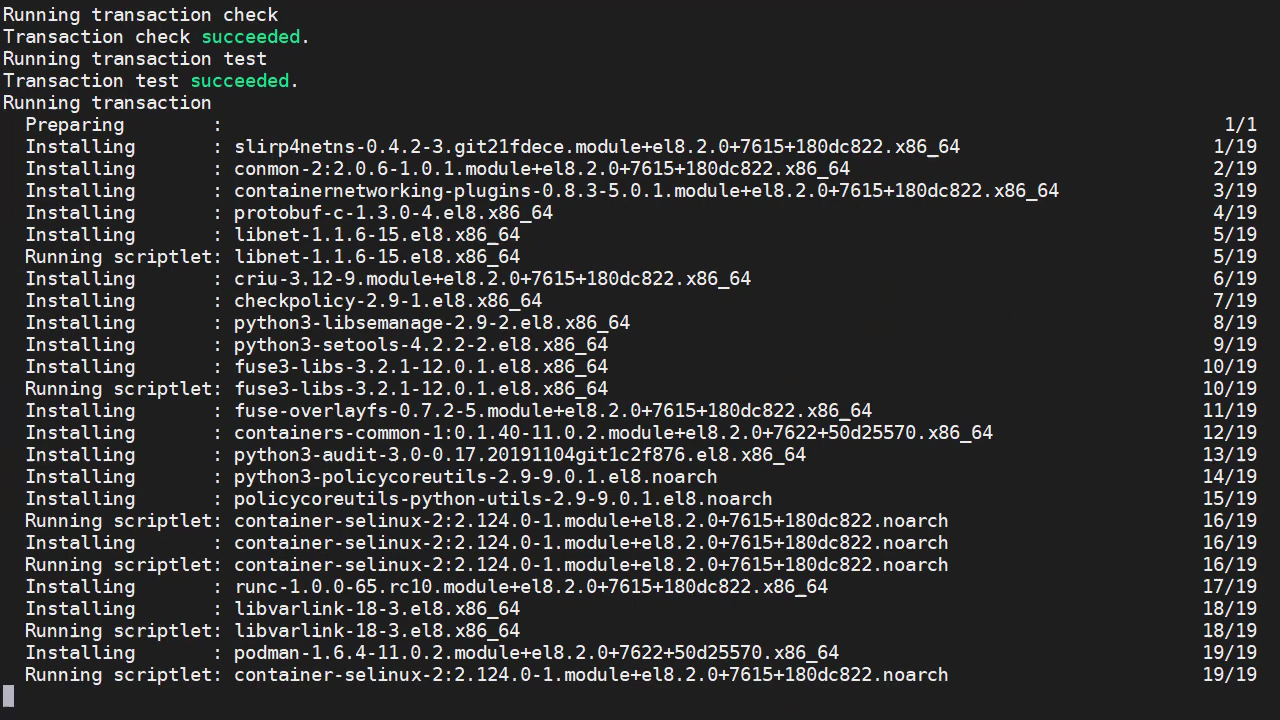 Running transaction check
Transaction check succeeded.
Running transaction test
Transaction test succeeded.
Running transaction
  Preparing        :                                                                                           1/1
  Installing       : slirp4netns-0.4.2-3.git21fdece.module+el8.2.0+7615+180dc822.x86_64                       1/19
  Installing       : conmon-2:2.0.6-1.0.1.module+el8.2.0+7615+180dc822.x86_64                                 2/19
  Installing       : containernetworking-plugins-0.8.3-5.0.1.module+el8.2.0+7615+180dc822.x86_64              3/19
  Installing       : protobuf-c-1.3.0-4.el8.x86_64                                                            4/19
  Installing       : libnet-1.1.6-15.el8.x86_64                                                               5/19
  Running scriptlet: libnet-1.1.6-15.el8.x86_64                                                               5/19
  Installing       : criu-3.12-9.module+el8.2.0+7615+180dc822.x86_64                                          6/19
  Installing       : checkpolicy-2.9-1.el8.x86_64                                                             7/19
  Installing       : python3-libsemanage-2.9-2.el8.x86_64                                                     8/19
  Installing       : python3-setools-4.2.2-2.el8.x86_64                                                       9/19
  Installing       : fuse3-libs-3.2.1-12.0.1.el8.x86_64                                                      10/19
  Running scriptlet: fuse3-libs-3.2.1-12.0.1.el8.x86_64                                                      10/19
  Installing       : fuse-overlayfs-0.7.2-5.module+el8.2.0+7615+180dc822.x86_64                              11/19
  Installing       : containers-common-1:0.1.40-11.0.2.module+el8.2.0+7622+50d25570.x86_64                   12/19
  Installing       : python3-audit-3.0-0.17.20191104git1c2f876.el8.x86_64                                    13/19
  Installing       : python3-policycoreutils-2.9-9.0.1.el8.noarch                                            14/19
  Installing       : policycoreutils-python-utils-2.9-9.0.1.el8.noarch                                       15/19
  Running scriptlet: container-selinux-2:2.124.0-1.module+el8.2.0+7615+180dc822.noarch                       16/19
  Installing       : container-selinux-2:2.124.0-1.module+el8.2.0+7615+180dc822.noarch                       16/19
  Running scriptlet: container-selinux-2:2.124.0-1.module+el8.2.0+7615+180dc822.noarch                       16/19
  Installing       : runc-1.0.0-65.rc10.module+el8.2.0+7615+180dc822.x86_64                                  17/19
  Installing       : libvarlink-18-3.el8.x86_64                                                              18/19
  Running scriptlet: libvarlink-18-3.el8.x86_64                                                              18/19
  Installing       : podman-1.6.4-11.0.2.module+el8.2.0+7622+50d25570.x86_64                                 19/19
  Running scriptlet: container-selinux-2:2.124.0-1.module+el8.2.0+7615+180dc822.noarch                       19/19